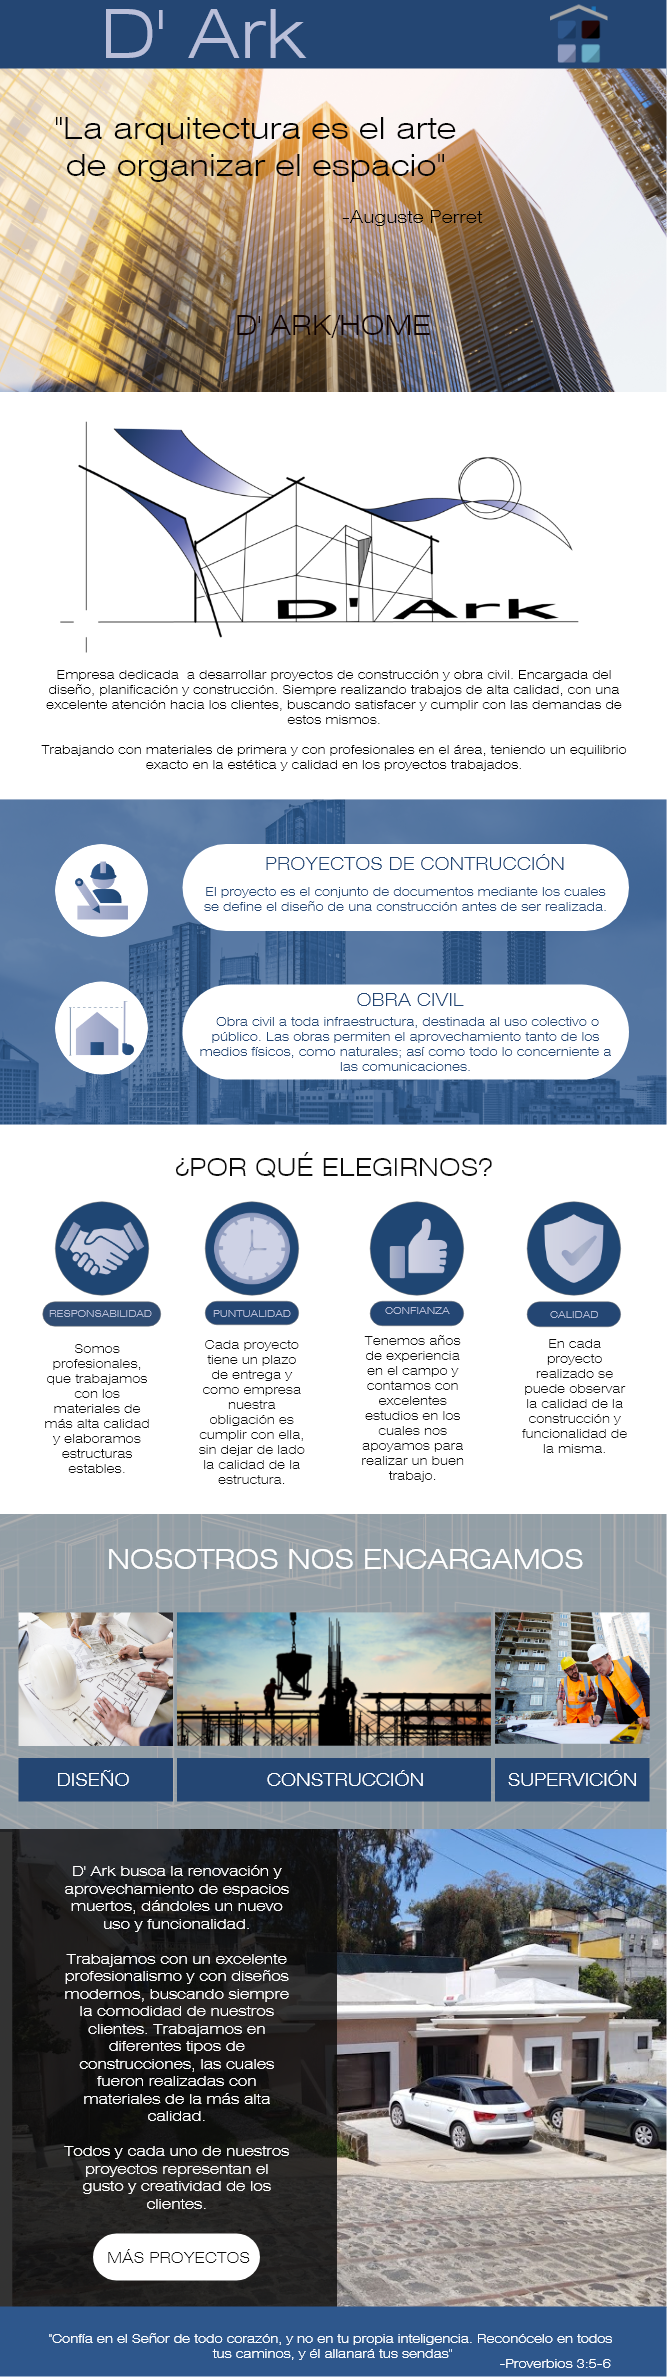 D' Ark
"La arquitectura es el arte
de organizar el espacio"
-Auguste Perret
D' ARK/HOME
D' Ark
Empresa dedicada  a desarrollar proyectos de construcción y obra civil. Encargada del
diseño, planificación y construcción. Siempre realizando trabajos de alta calidad, con una
excelente atención hacia los clientes, buscando satisfacer y cumplir con las demandas de
estos mismos.
Trabajando con materiales de primera y con profesionales en el área, teniendo un equilibrio
exacto en la estética y calidad en los proyectos trabajados.
PROYECTOS DE CONTRUCCIÓN
El proyecto es el conjunto de documentos mediante los cuales
se define el diseño de una construcción antes de ser realizada.
OBRA CIVIL
Obra civil a toda infraestructura, destinada al uso colectivo o
público. Las obras permiten el aprovechamiento tanto de los
medios físicos, como naturales; así como todo lo concerniente a
las comunicaciones.
¿POR QUÉ ELEGIRNOS?
RESPONSABILIDAD
Somos
profesionales,
que trabajamos
con los
materiales de
más alta calidad
y elaboramos
estructuras
estables.
PUNTUALIDAD
Cada proyecto
tiene un plazo
de entrega y
como empresa
nuestra
obligación es
cumplir con ella,
sin dejar de lado
la calidad de la
estructura.
CONFIANZA
Tenemos años
de experiencia
en el campo y
contamos con
excelentes
estudios en los
cuales nos
apoyamos para
realizar un buen
trabajo.
CALIDAD
En cada
proyecto
realizado se
puede observar
la calidad de la
construcción y
funcionalidad de
la misma.
NOSOTROS NOS ENCARGAMOS
DISEÑO
CONSTRUCCIÓN
SUPERVICIÓN
D' Ark busca la renovación y
aprovechamiento de espacios
muertos, dándoles un nuevo
uso y funcionalidad.
Trabajamos con un excelente
profesionalismo y con diseños
modernos, buscando siempre
la comodidad de nuestros
clientes. Trabajamos en
diferentes tipos de
construcciones, las cuales
fueron realizadas con
materiales de la más alta
calidad.
Todos y cada uno de nuestros
proyectos representan el
gusto y creatividad de los
clientes.
MÁS PROYECTOS
"Confía en el Señor de todo corazón, y no en tu propia inteligencia. Reconócelo en todos
tus caminos, y él allanará tus sendas"
-Proverbios 3:5-6